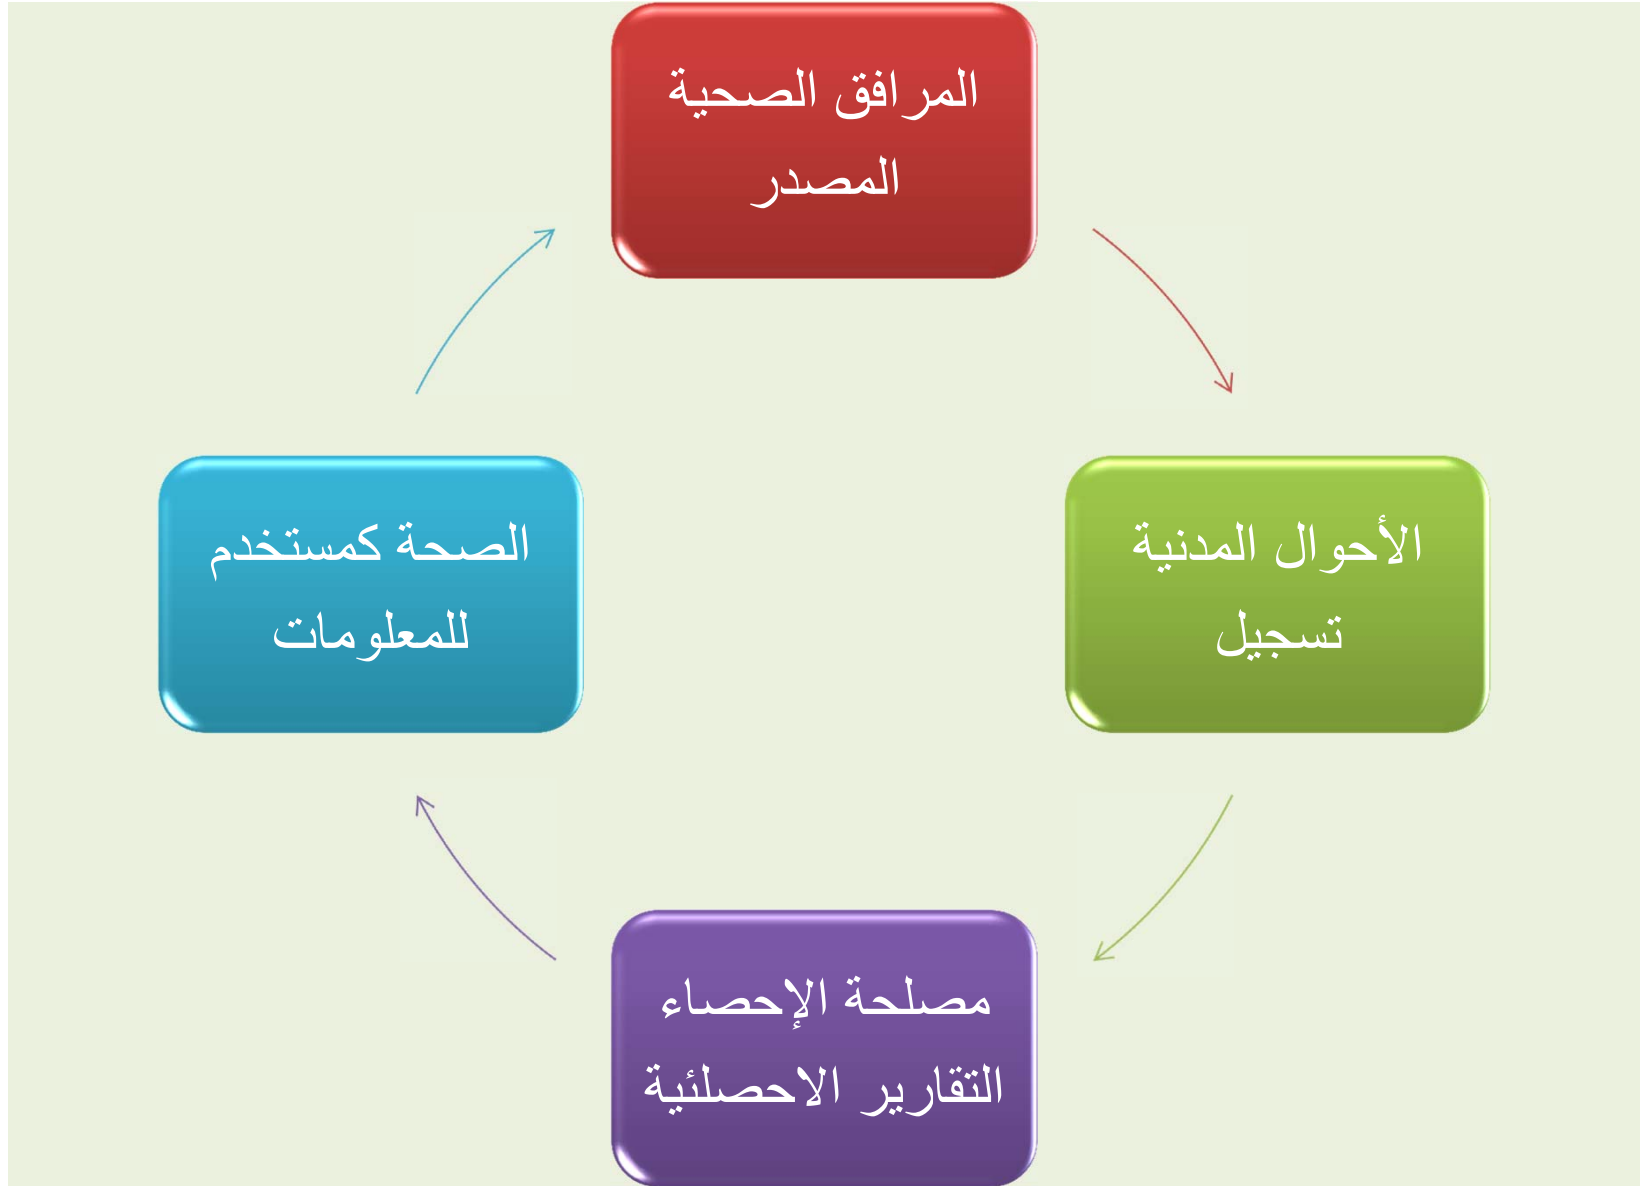 المرافق الصحية
المصدر
الأحوال المدنية
تسجيل
مصلحة الإحصاء
التقارير الاحصلئية
الصحة كمستخدم
للمعلومات